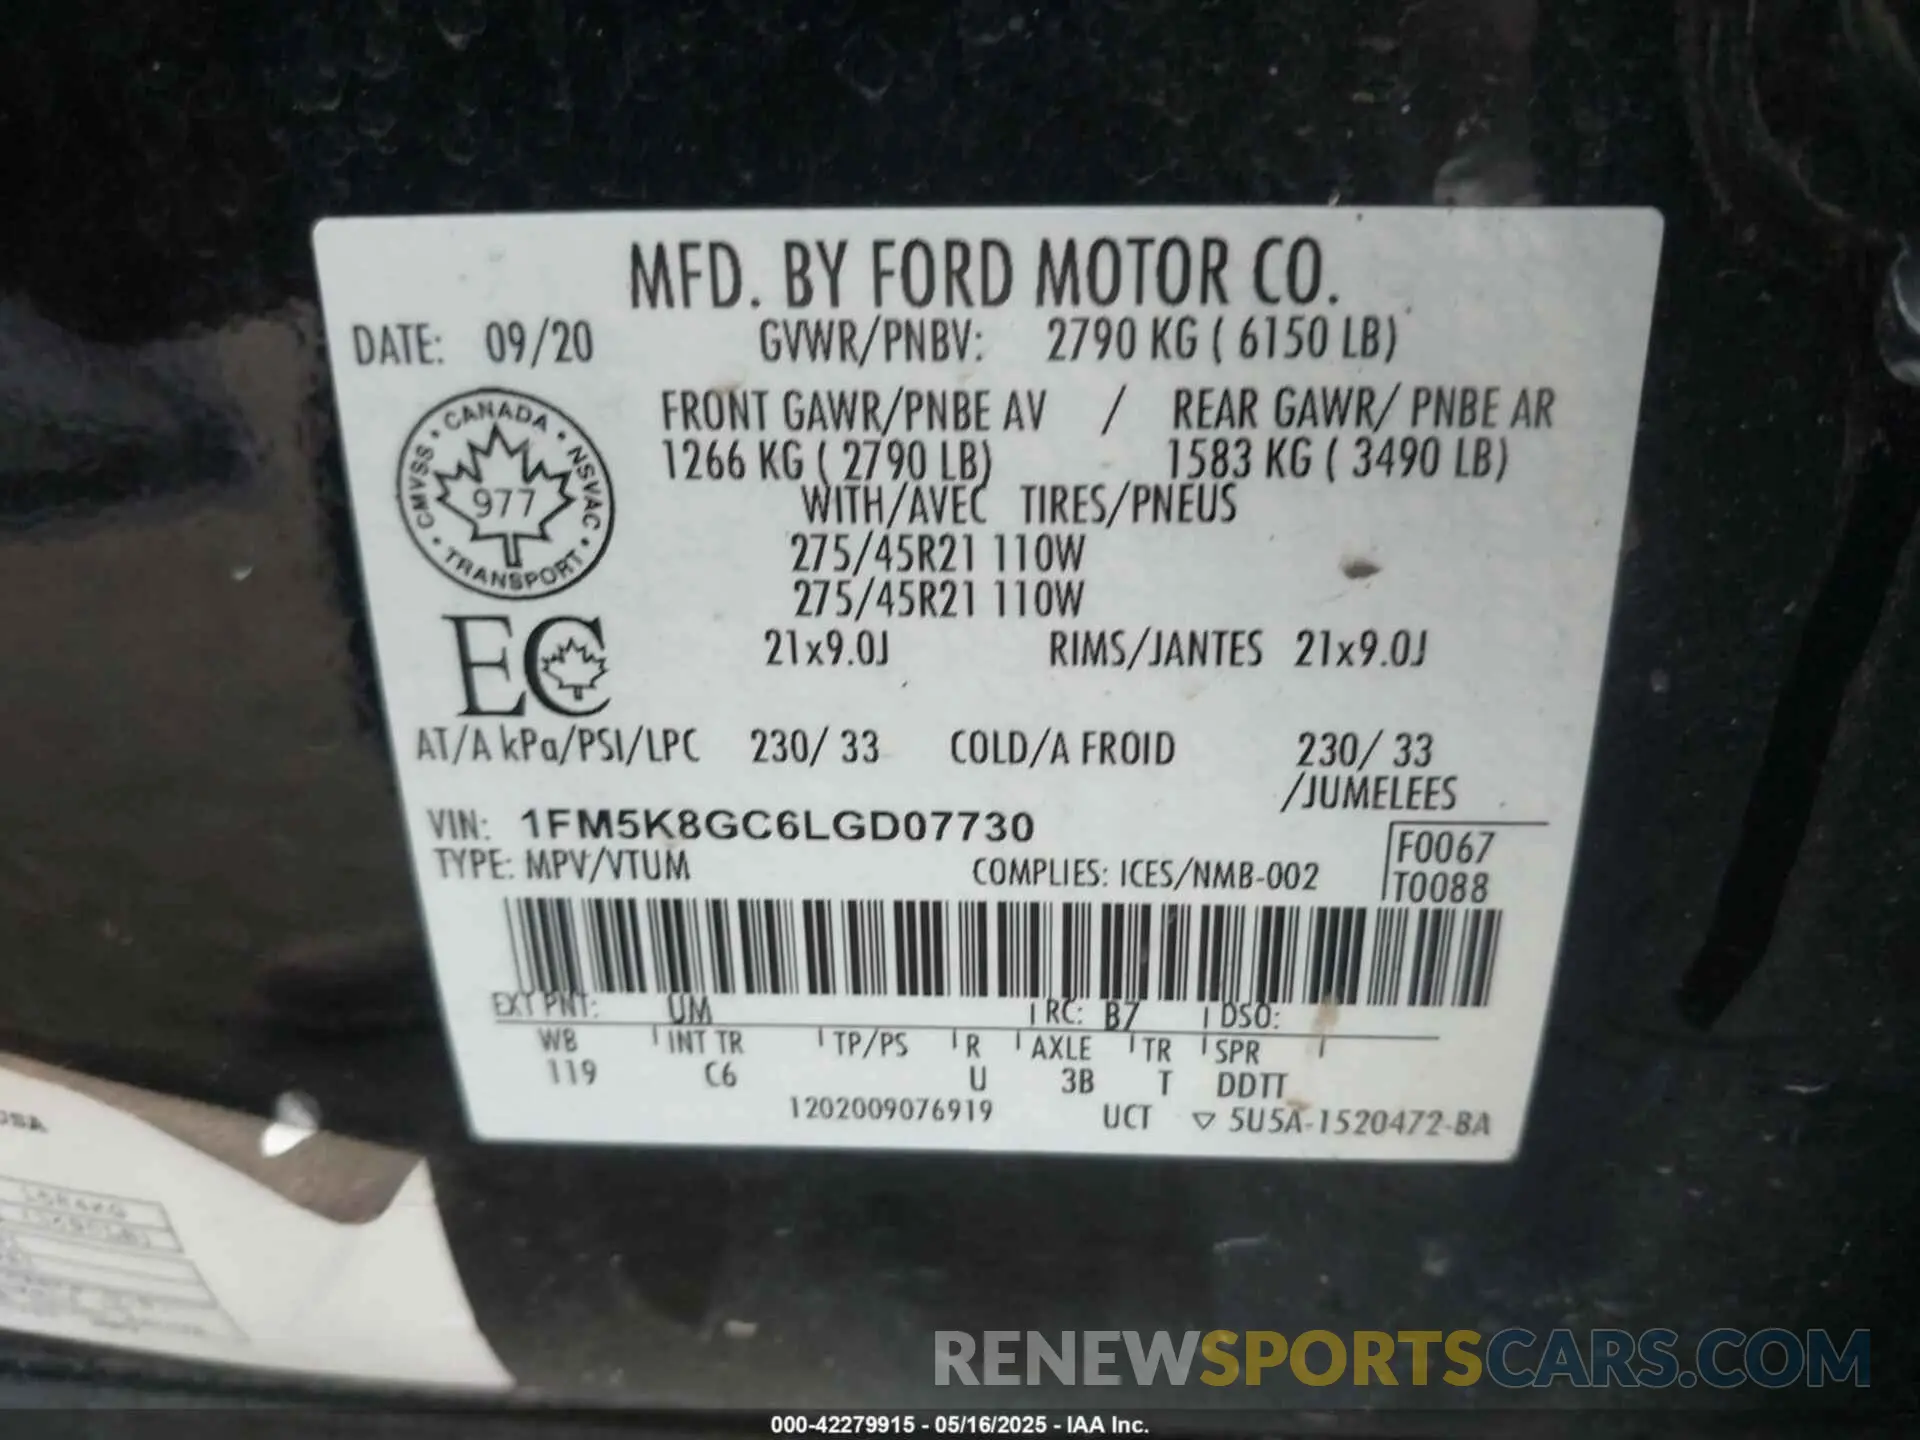 MFD. BY FORD MOTOR CO.
DATE: 09/20 GVWR/PNBV: 2790 KG ( 6150 LB)
FRONT GAWR/PNBE AV / REAR GAWR/ PNBE AR
1266 KG ( 2790 LB) 1583 KG ( 3490 LB)
WITH/AVEC TIRES/PNEUS
275/45R21 110W
275/45R21 110W
21x9.0J RIMS/JANTES 21x9.0J
CANADA • NSVAC • TRANSPORT • CMVSS •
977
EC
AT/A kPa/PSI/LPC 230/ 33 COLD/A FROID 230/ 33
/JUMELEES
VIN: 1FM5K8GC6LGD07730
TYPE: MPV/VTUM COMPLIES: ICES/NMB-002
F0067
T0088
EXT PNT: UM RC: B7 DSO:
WB INT TR TP/PS R AXLE TR SPR
119 C6 U 3B T DDTT
1202009076919 UCT ▽ 5U5A-1520472-BA
RENEWSPORTSCARS.COM
000-42279915 - 05/16/2025 - IAA Inc.